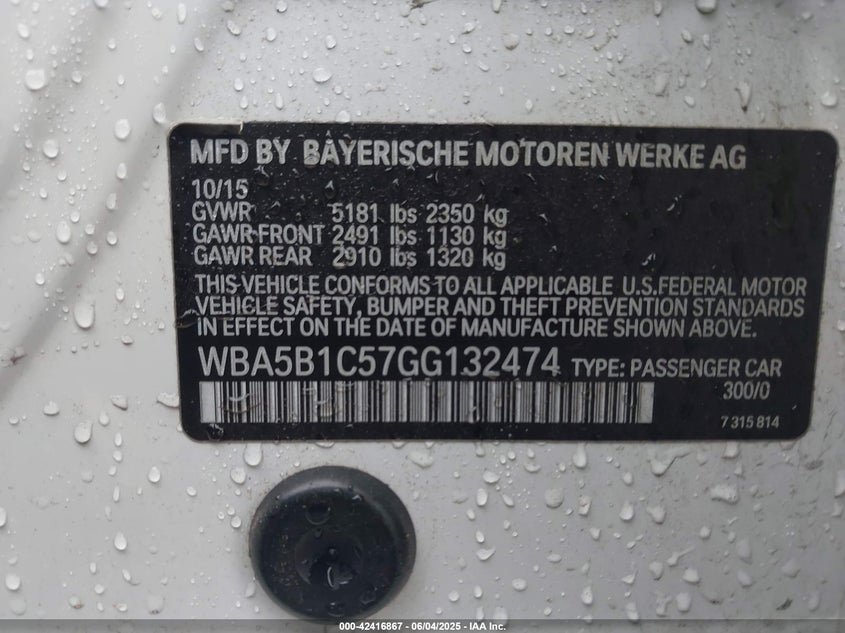 MFD BY BAYERISCHE MOTOREN WERKE AG
10/15
GVWR 5181 lbs 2350 kg
GAWR FRONT 2491 lbs 1130 kg
GAWR REAR 2910 lbs 1320 kg
THIS VEHICLE CONFORMS TO ALL APPLICABLE U.S.FEDERAL MOTOR
VEHICLE SAFETY, BUMPER AND THEFT PREVENTION STANDARDS
IN EFFECT ON THE DATE OF MANUFACTURE SHOWN ABOVE.
WBA5B1C57GG132474 TYPE: PASSENGER CAR
300/0
7 315 814
000-42416867 - 06/04/2025 - IAA Inc.